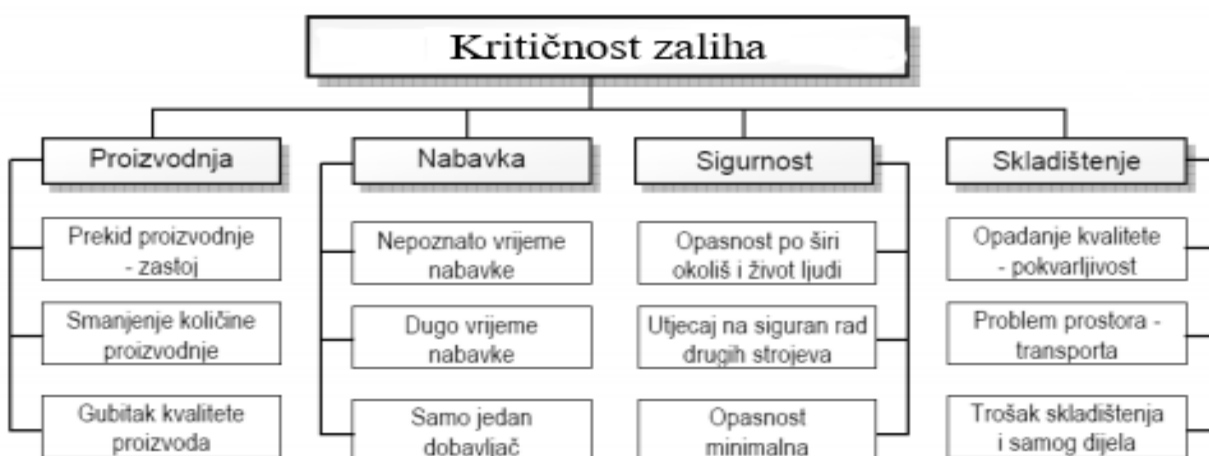 Kritičnost zaliha
Proizvodnja
Prekid proizvodnje
- zastoj
Smanjenje količine
proizvodnje
Gubitak kvalitete
proizvoda
Nabavka
Nepoznato vrijeme
nabavke
Dugo vrijeme
nabavke
Samo jedan
dobavljač
Sigurnost
Opasnost po širi
okoliš i život ljudi
Utjecaj na siguran rad
drugih strojeva
Opasnost
minimalna
Skladištenje
Opadanje kvalitete
- pokvarljivost
Problem prostora -
transporta
Trošak skladištenja
i samog dijela